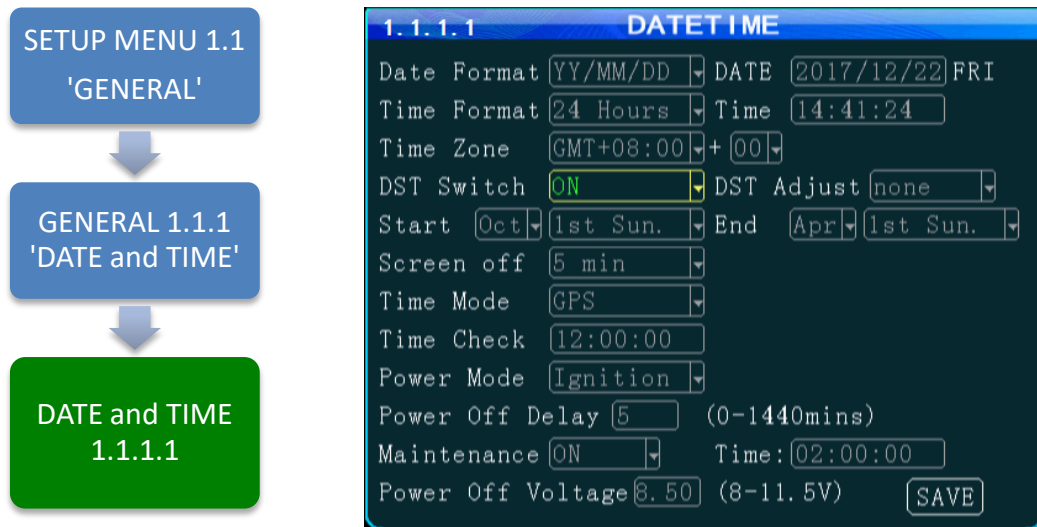 SETUP MENU 1.1
'GENERAL'
GENERAL 1.1.1
'DATE and TIME'
DATE and TIME
1.1.1.1
1.1.1.1 DATETIME
Date Format YY/MM/DD DATE 2017/12/22 FRI
Time Format 24 Hours Time 14:41:24
Time Zone GMT+08:00 + 00
DST Switch ON DST Adjust none
Start Oct 1st Sun. End Apr 1st Sun.
Screen off 5 min
Time Mode GPS
Time Check 12:00:00
Power Mode Ignition
Power Off Delay 5 (0-1440mins)
Maintenance ON Time: 02:00:00
Power Off Voltage 8.50 (8-11.5V) SAVE